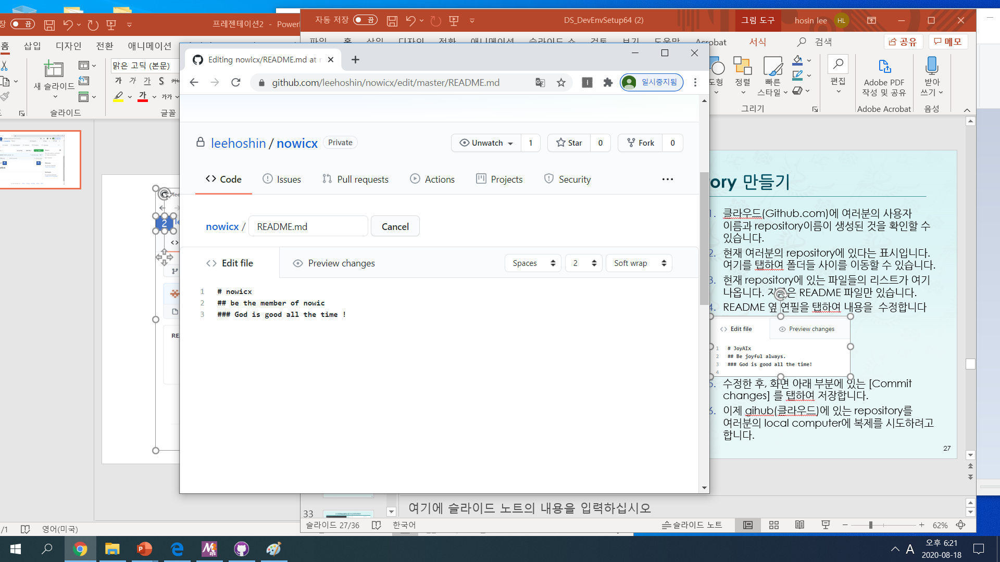 장 끔
프레젠테이션2 - Power
홈 삽입 디자인 전환 애니메이션
새 슬라이드
슬라이드
맑은 고딕 (본문)
가 가 가 S
가 가가
글꼴
2
/1 영어(미국)
자동 저장 끔
DS_DevEnvSetup64 (2)
그림 도구
hosin lee HL
파일 홈 삽입 디자인 전환 애니메이션 슬라이드 쇼 검토 보기 도움말 Acrobat 서식 검색
공유 메모
도형 정렬 빠른 스타일
그리기
편집
Adobe PDF 작성 및 공유
Adobe Acrobat
받아 쓰기
음성
Editing nowicx/README.md at
github.com/leehoshin/nowicx/edit/master/README.md
일시중지됨
leehoshin / nowicx Private
Unwatch 1
Star 0
Fork 0
Code Issues Pull requests Actions Projects Security
nowicx / README.md Cancel
Edit file Preview changes
Spaces 2 Soft wrap
1 # nowicx
2 ## be the member of nowic
3 ### God is good all the time !
ory 만들기
1. 클라우드(Github.com)에 여러분의 사용자
이름과 repository이름이 생성된 것을 확인할 수
있습니다.
2. 현재 여러분의 repository에 있다는 표시입니다.
여기를 탭하여 폴더들 사이를 이동할 수 있습니다.
3. 현재 repository에 있는 파일들의 리스트가 여기
나옵니다. 지금은 README 파일만 있습니다.
4. README 옆 연필을 탭하여 내용을 수정합니다
Edit file Preview changes
1 # JoyAIx
2 ## Be joyful always.
3 ### God is good all the time!
4
5. 수정한 후, 화면 아래 부분에 있는 [Commit
changes] 를 탭하여 저장합니다.
6. 이제 gihub(클라우드)에 있는 repository를
여러분의 local computer에 복제를 시도하려고
합니다.
27
33
여기에 슬라이드 노트의 내용을 입력하십시오
슬라이드 27/36 한국어
슬라이드 노트
62%
A
오후 6:21
2020-08-18